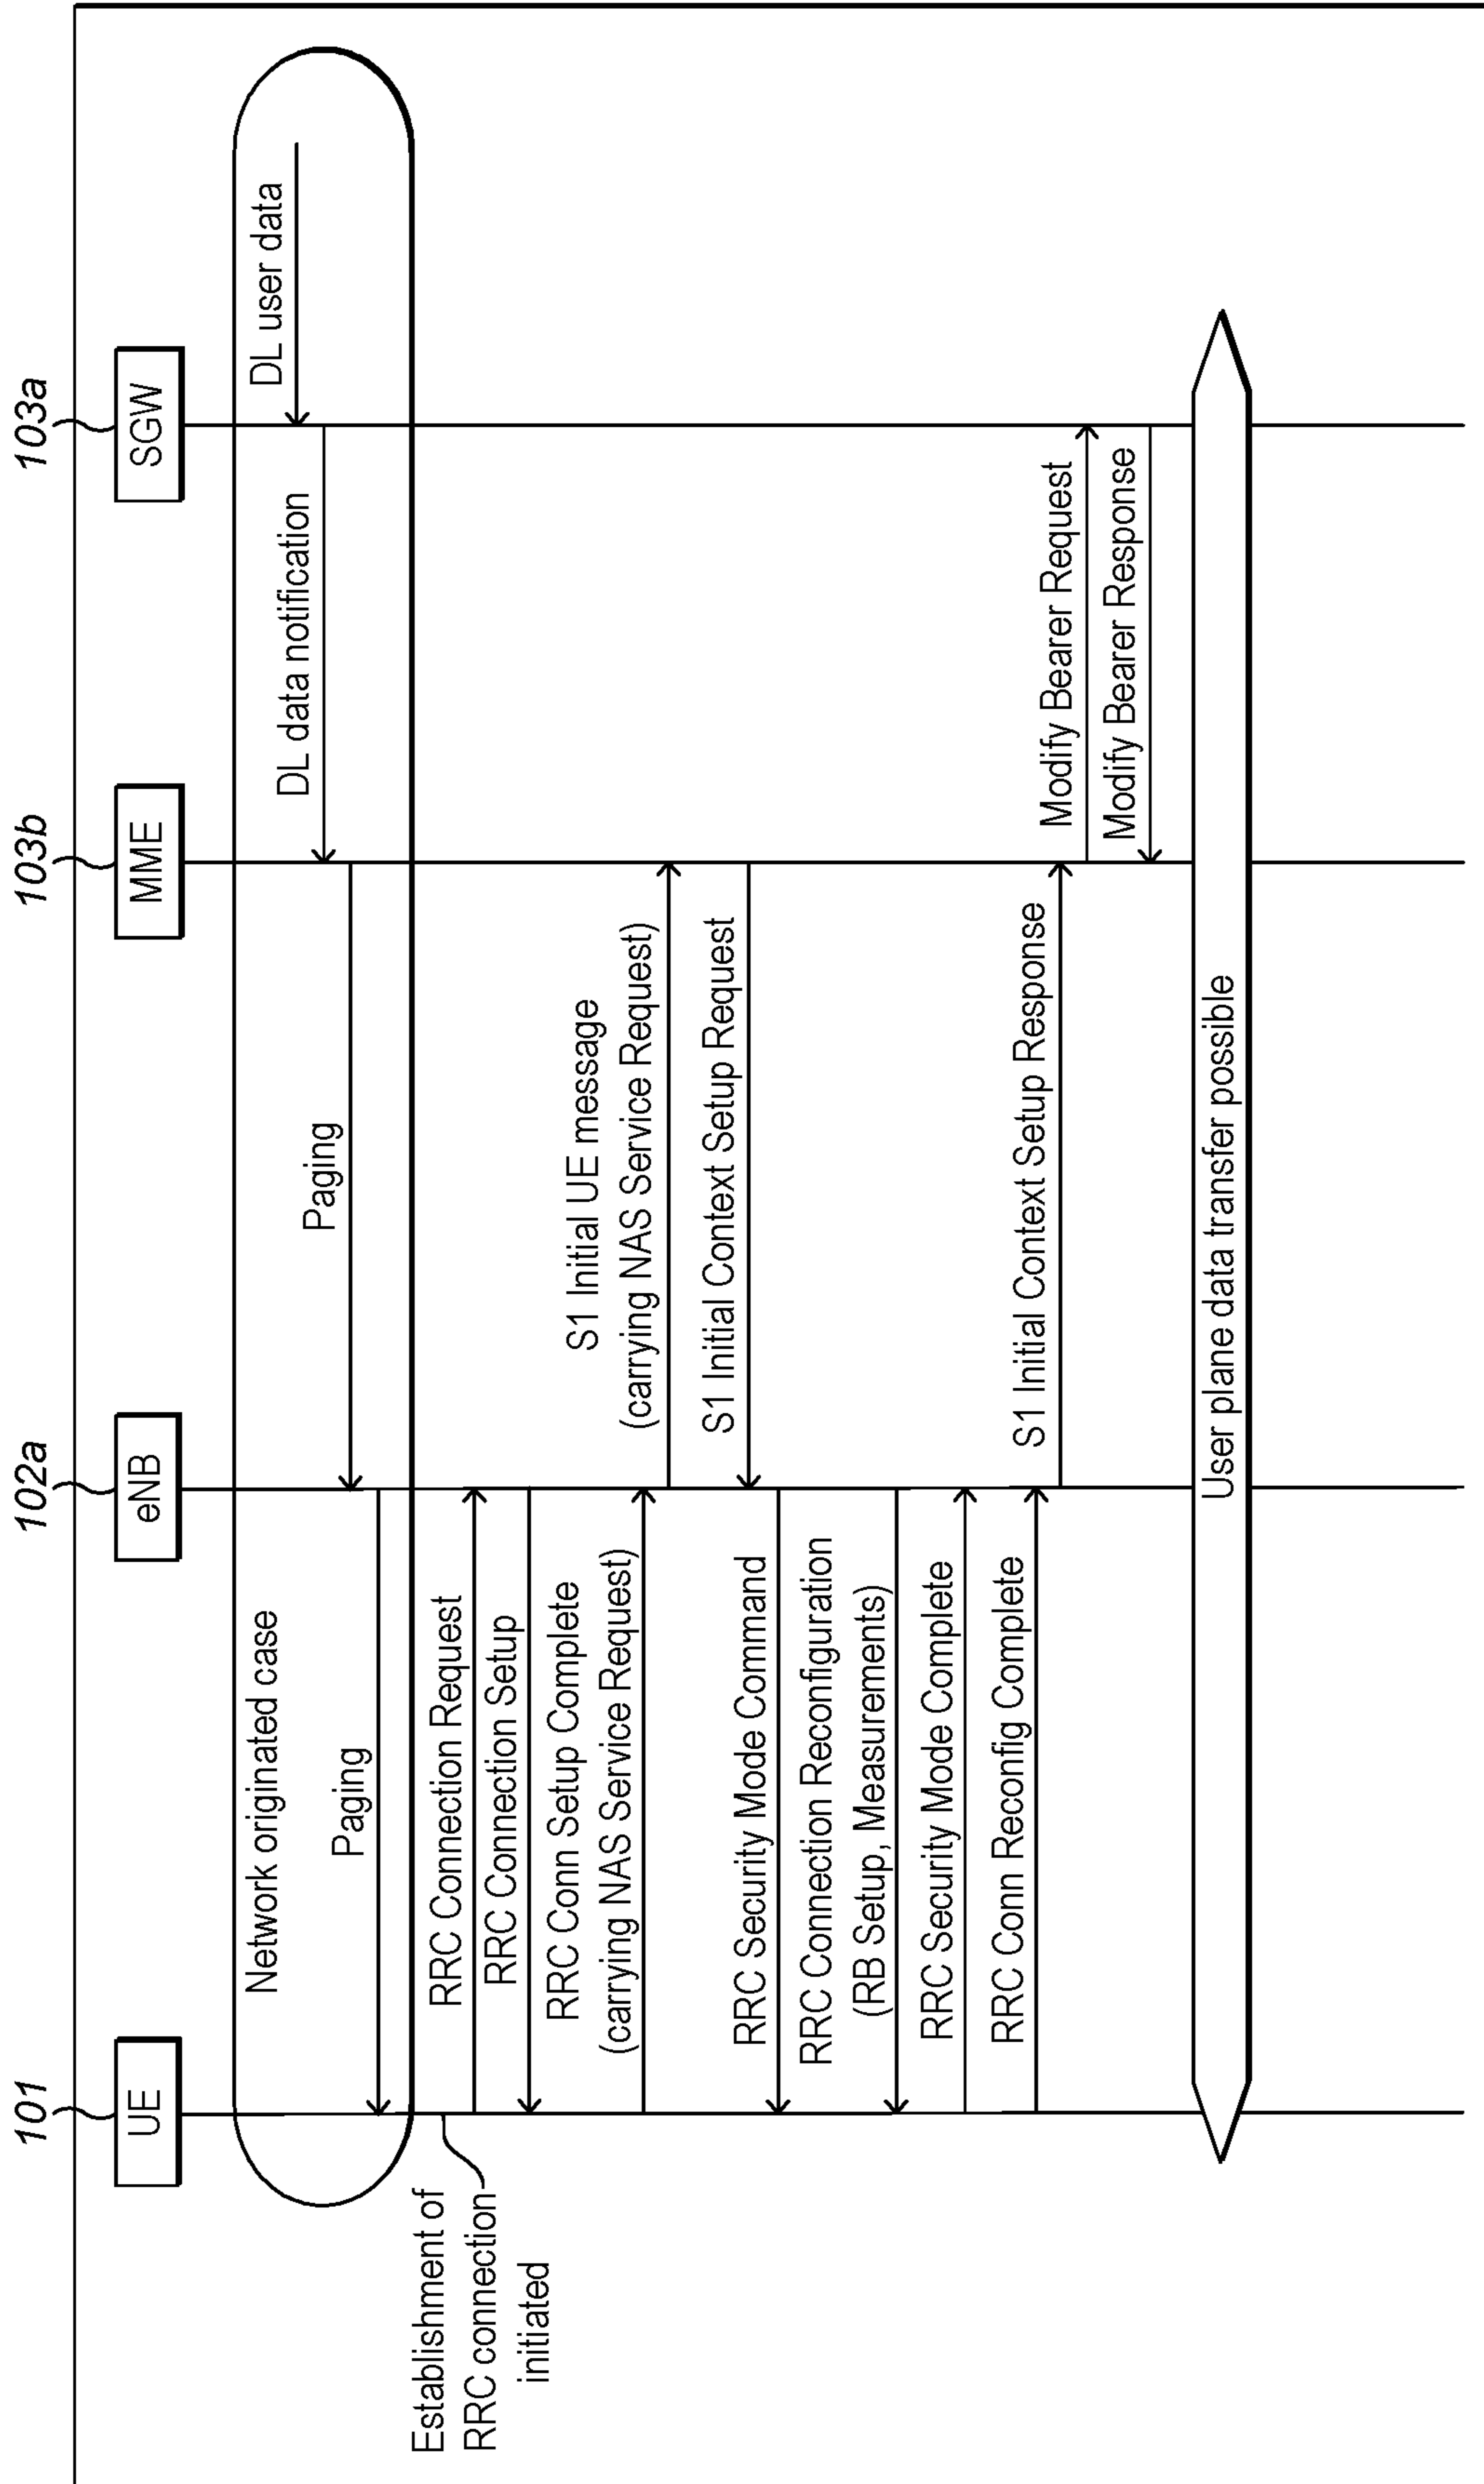 101
102a
103b
103a
UE
eNB
MME
SGW
Network originated case
DL user data
DL data notification
Paging
Paging
Establishment of
RRC connection
initiated
RRC Connection Request
RRC Connection Setup
RRC Conn Setup Complete
(carrying NAS Service Request)
S1 Initial UE message
(carrying NAS Service Request)
S1 Initial Context Setup Request
RRC Security Mode Command
RRC Connection Reconfiguration
(RB Setup, Measurements)
RRC Security Mode Complete
RRC Conn Reconfig Complete
S1 Initial Context Setup Response
Modify Bearer Request
Modify Bearer Response
User plane data transfer possible